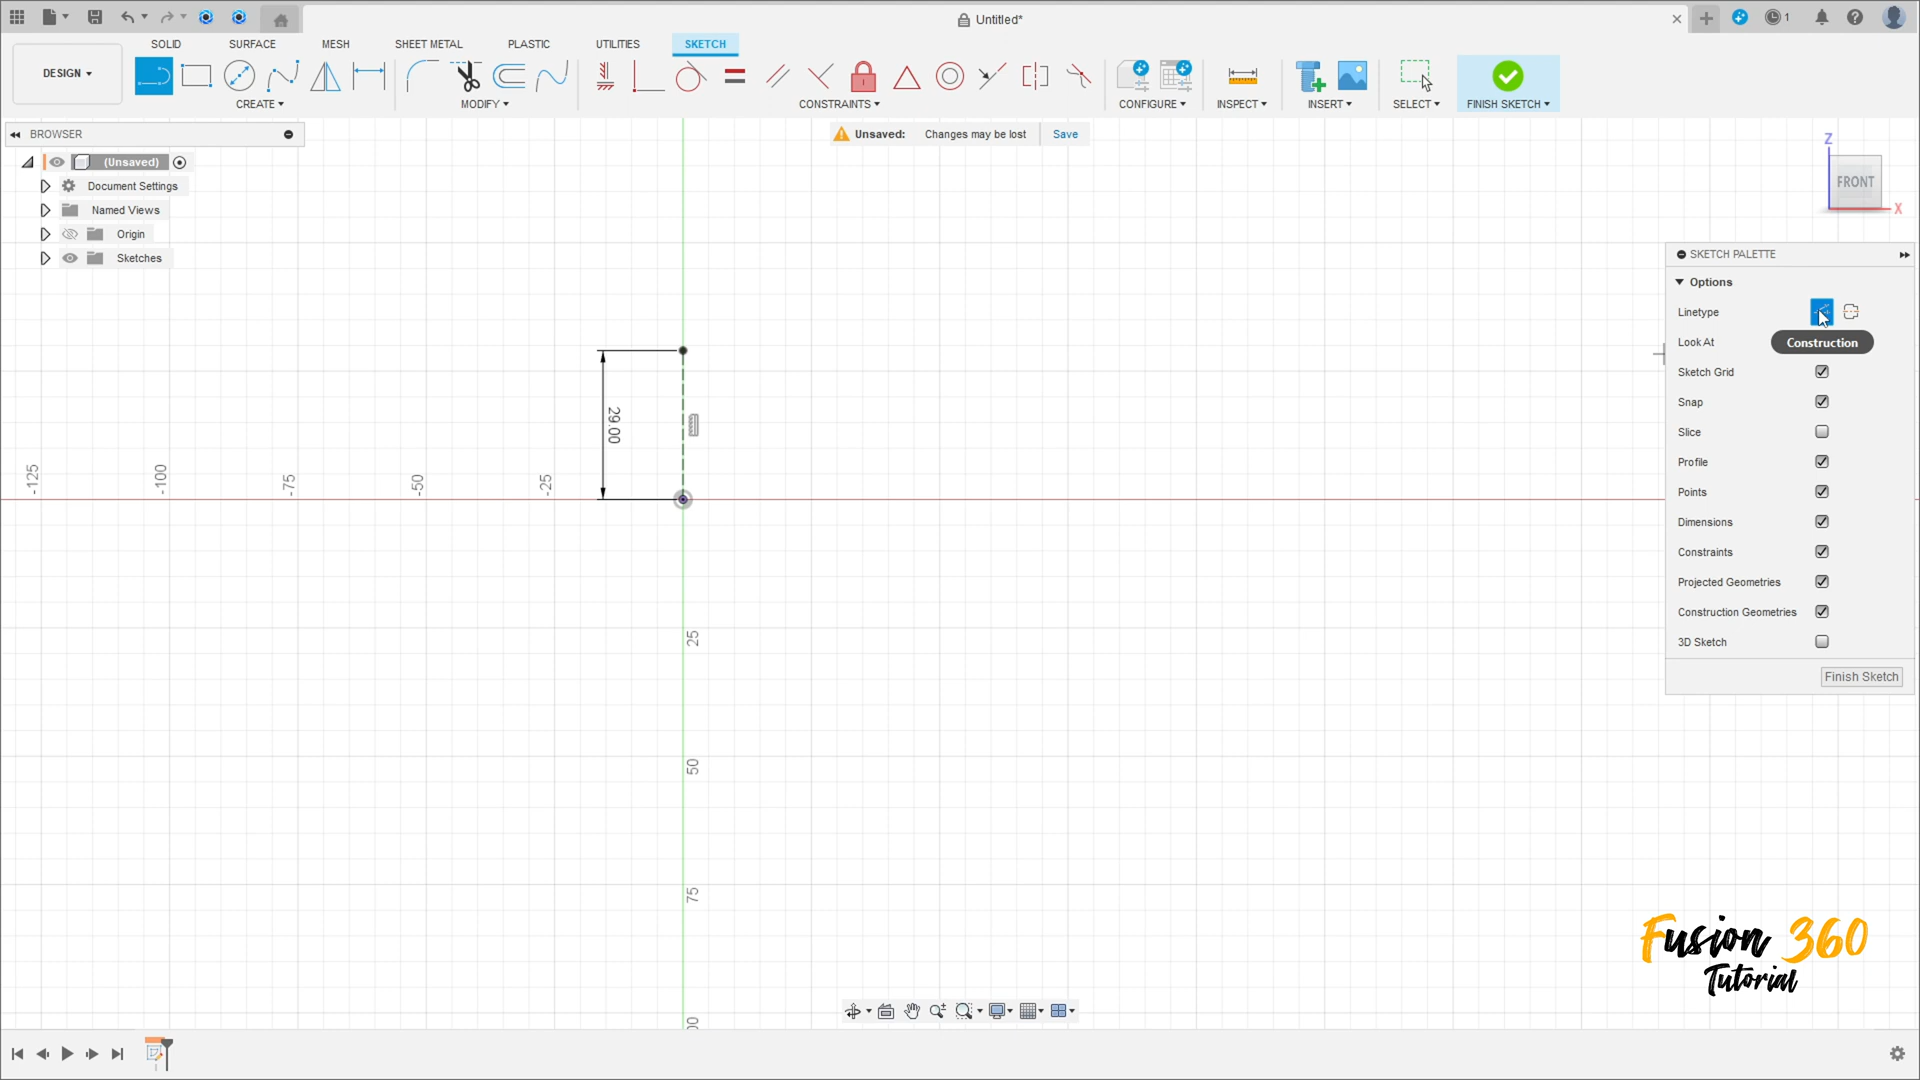 Untitled*
1
SOLID
SURFACE
MESH
SHEET METAL
PLASTIC
UTILITIES
SKETCH
DESIGN
CREATE
MODIFY
CONSTRAINTS
CONFIGURE
INSPECT
INSERT
SELECT
FINISH SKETCH
BROWSER
Unsaved: Changes may be lost Save
(Unsaved)
Document Settings
Named Views
Origin
Sketches
Z
FRONT
X
SKETCH PALETTE
Options
Linetype
Look At
Construction
Sketch Grid
Snap
Slice
Profile
Points
Dimensions
Constraints
Projected Geometries
Construction Geometries
3D Sketch
Finish Sketch
29.00
-125
-100
-75
-50
-25
25
50
75
00
Fusion 360
Tutorial